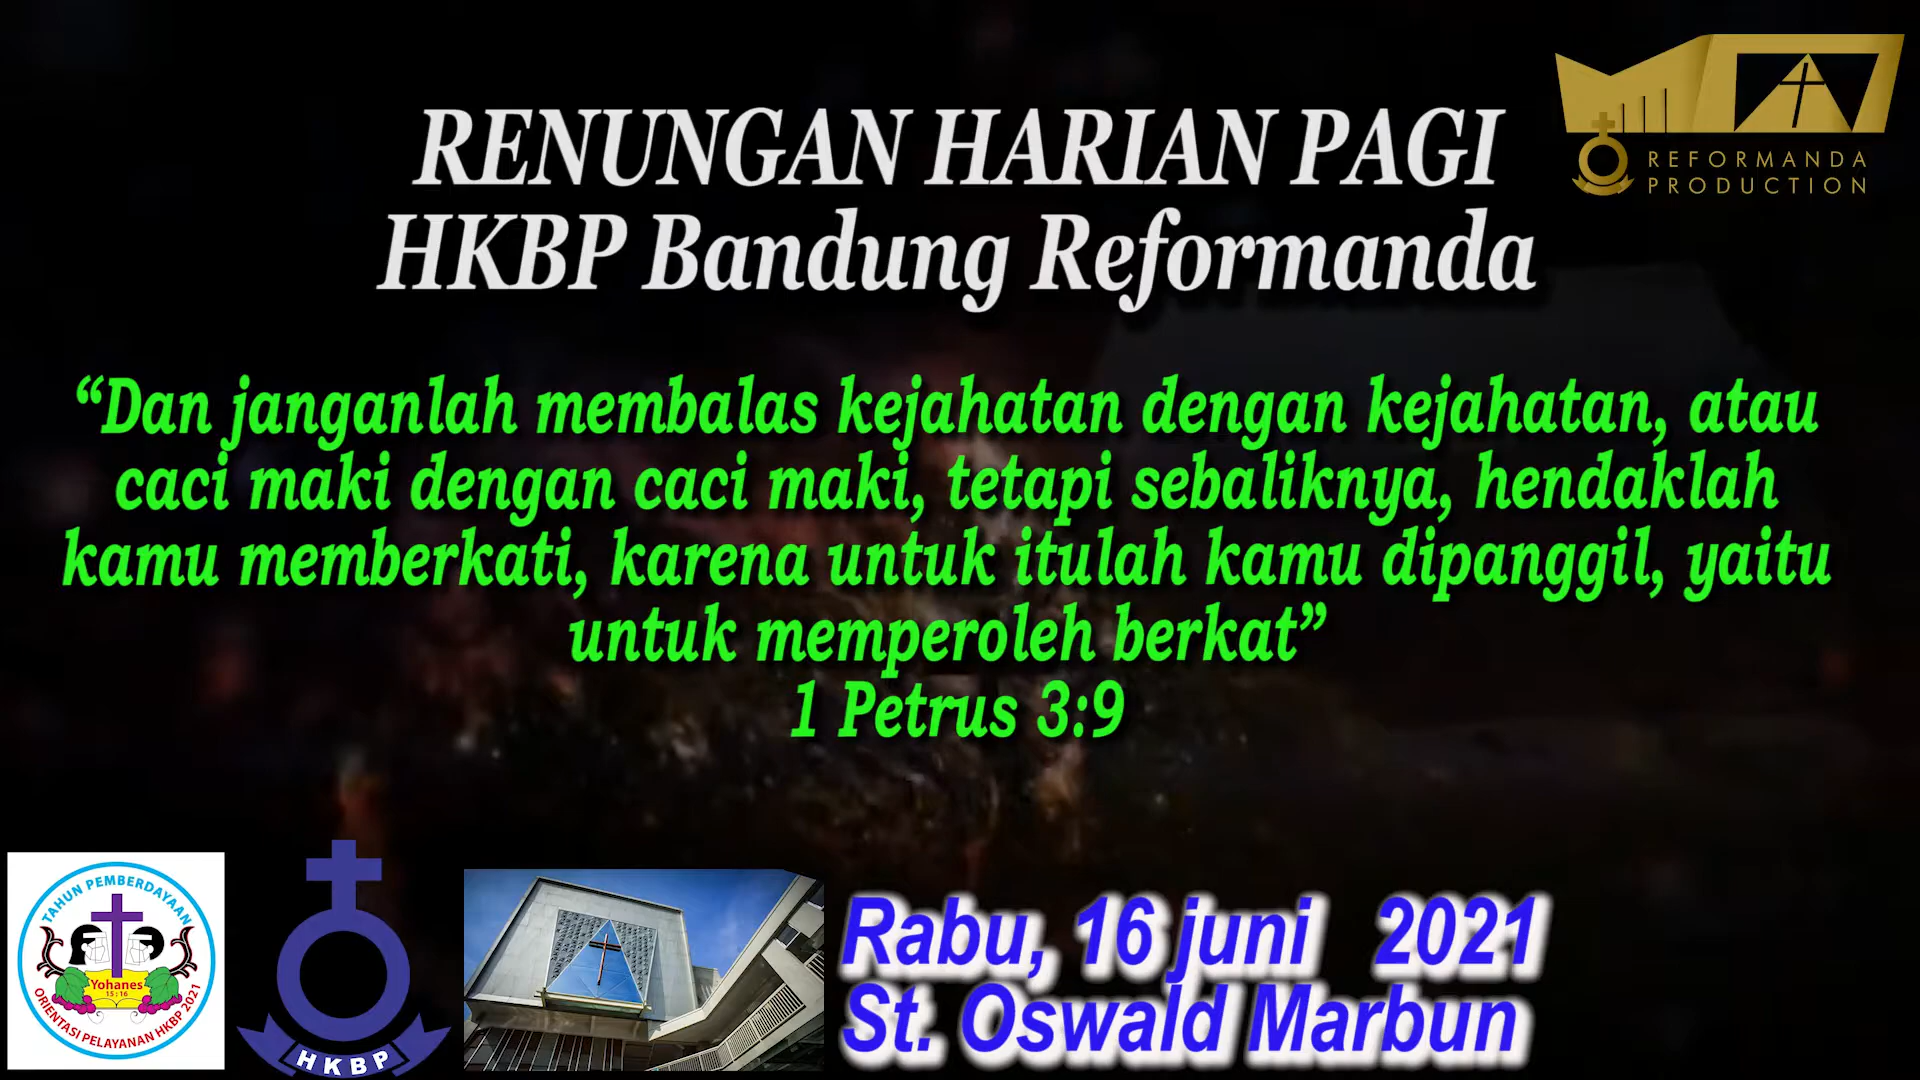 RENUNGAN HARIAN PAGI
HKBP Bandung Reformanda
REFORMANDA
PRODUCTION
“Dan janganlah membalas kejahatan dengan kejahatan, atau
caci maki dengan caci maki, tetapi sebaliknya, hendaklah
kamu memberkati, karena untuk itulah kamu dipanggil, yaitu
untuk memperoleh berkat”
1 Petrus 3:9
TAHUN PEMBERDAYAAN
Yohanes
15:16
ORIENTASI PELAYANAN HKBP 2021
HKBP
Rabu, 16 juni 2021
St. Oswald Marbun